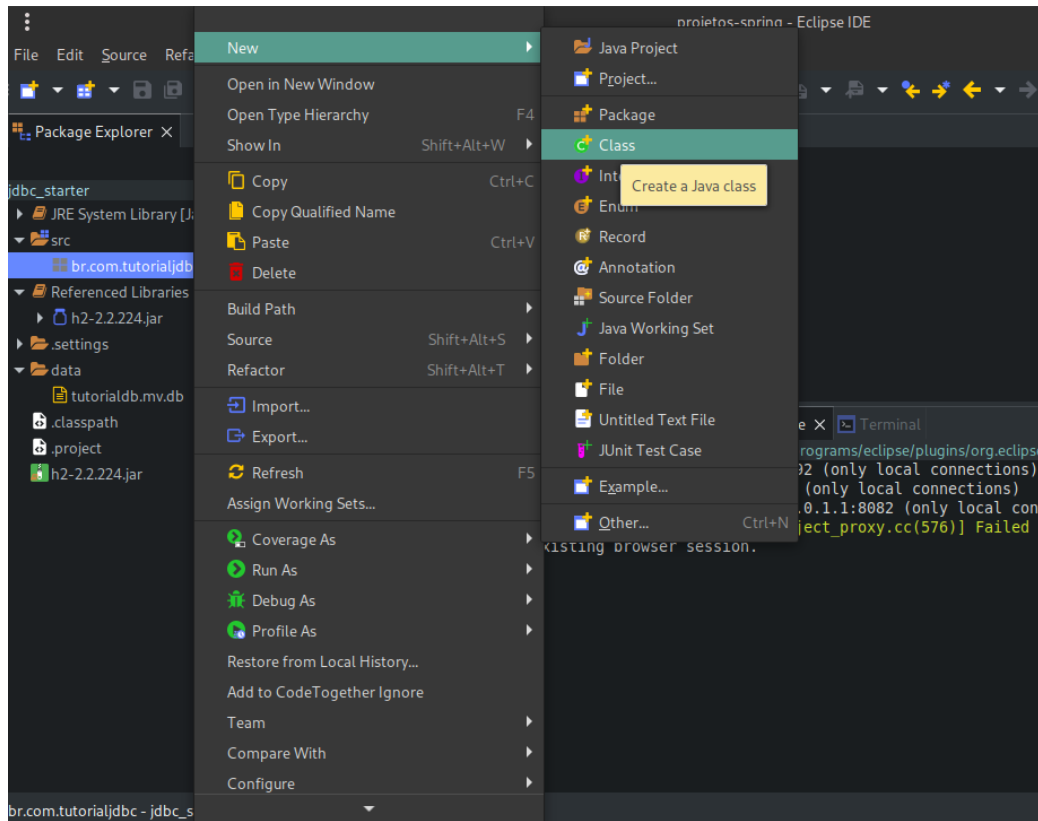 projetos-spring - Eclipse IDE
File Edit Source Refa
Package Explorer
jdbc_starter
JRE System Library [Ja
src
br.com.tutorialjdb
Referenced Libraries
h2-2.2.224.jar
.settings
data
tutorialdb.mv.db
.classpath
.project
h2-2.2.224.jar
New
Open in New Window
Open Type Hierarchy F4
Show In Shift+Alt+W
Copy Ctrl+C
Copy Qualified Name
Paste Ctrl+V
Delete
Build Path
Source Shift+Alt+S
Refactor Shift+Alt+T
Import...
Export...
Refresh F5
Assign Working Sets...
Coverage As
Run As
Debug As
Profile As
Restore from Local History...
Add to CodeTogether Ignore
Team
Compare With
Configure
Java Project
Project...
Package
Class
Create a Java class
Inte
Enum
Record
Annotation
Source Folder
Java Working Set
Folder
File
Untitled Text File
JUnit Test Case
Example...
Other... Ctrl+N
e Terminal
rograms/eclipse/plugins/org.eclipse
92 (only local connections)
(only local connections)
.0.1.1:8082 (only local con
ject_proxy.cc(576)] Failed
xisting browser session.
br.com.tutorialjdbc - jdbc_s